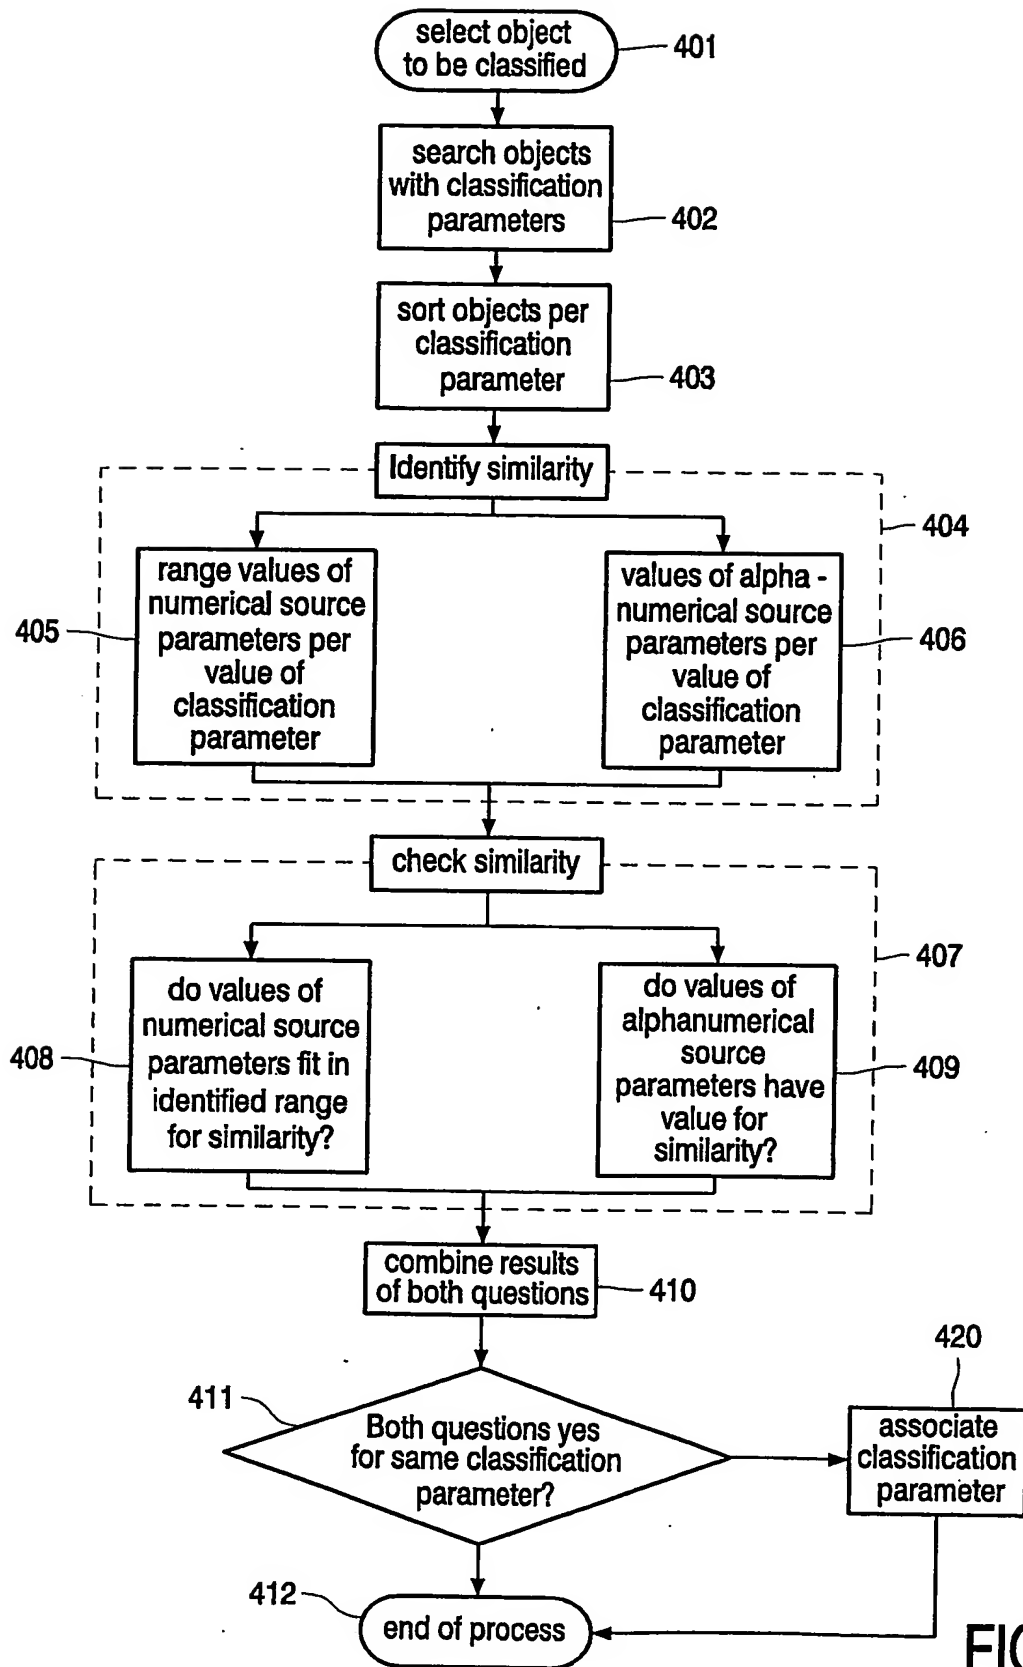 select object
to be classified
401
search objects
with classification
parameters
402
sort objects per
classification
parameter
403
Identify similarity
404
range values of
numerical source
parameters per
value of
classification
parameter
405
values of alpha -
numerical source
parameters per
value of
classification
parameter
406
check similarity
407
do values of
numerical source
parameters fit in
identified range
for similarity?
408
do values of
alphanumerical
source
parameters have
value for
similarity?
409
combine results
of both questions
410
411
Both questions yes
for same classification
parameter?
420
associate
classification
parameter
412
end of process
FIG